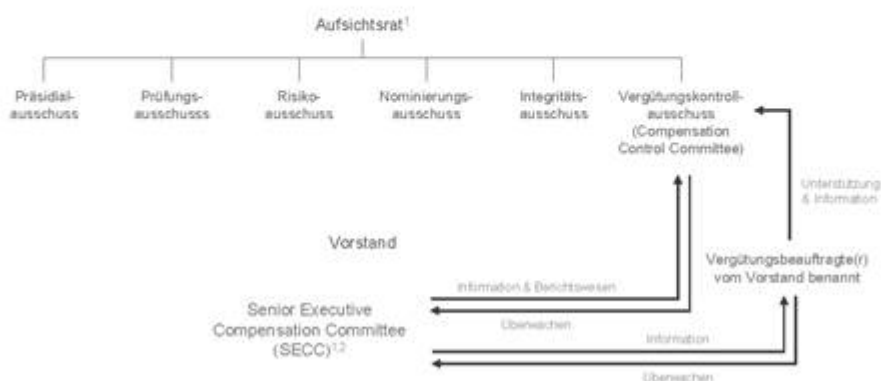 Aufsichtsrat¹
Präsidial-
ausschuss
Prüfungs-
ausschusss
Risiko-
ausschuss
Nominierungs-
ausschuss
Integritäts-
ausschuss
Vergütungskontroll-
ausschuss
(Compensation
Control Committee)
Unterstützung
& Information
Vorstand
Vergütungsbeauftragte(r)
vom Vorstand benannt
Information & Berichtswesen
Senior Executive
Compensation Committee
(SECC)¹,²
Überwachen
Information
Überwachen